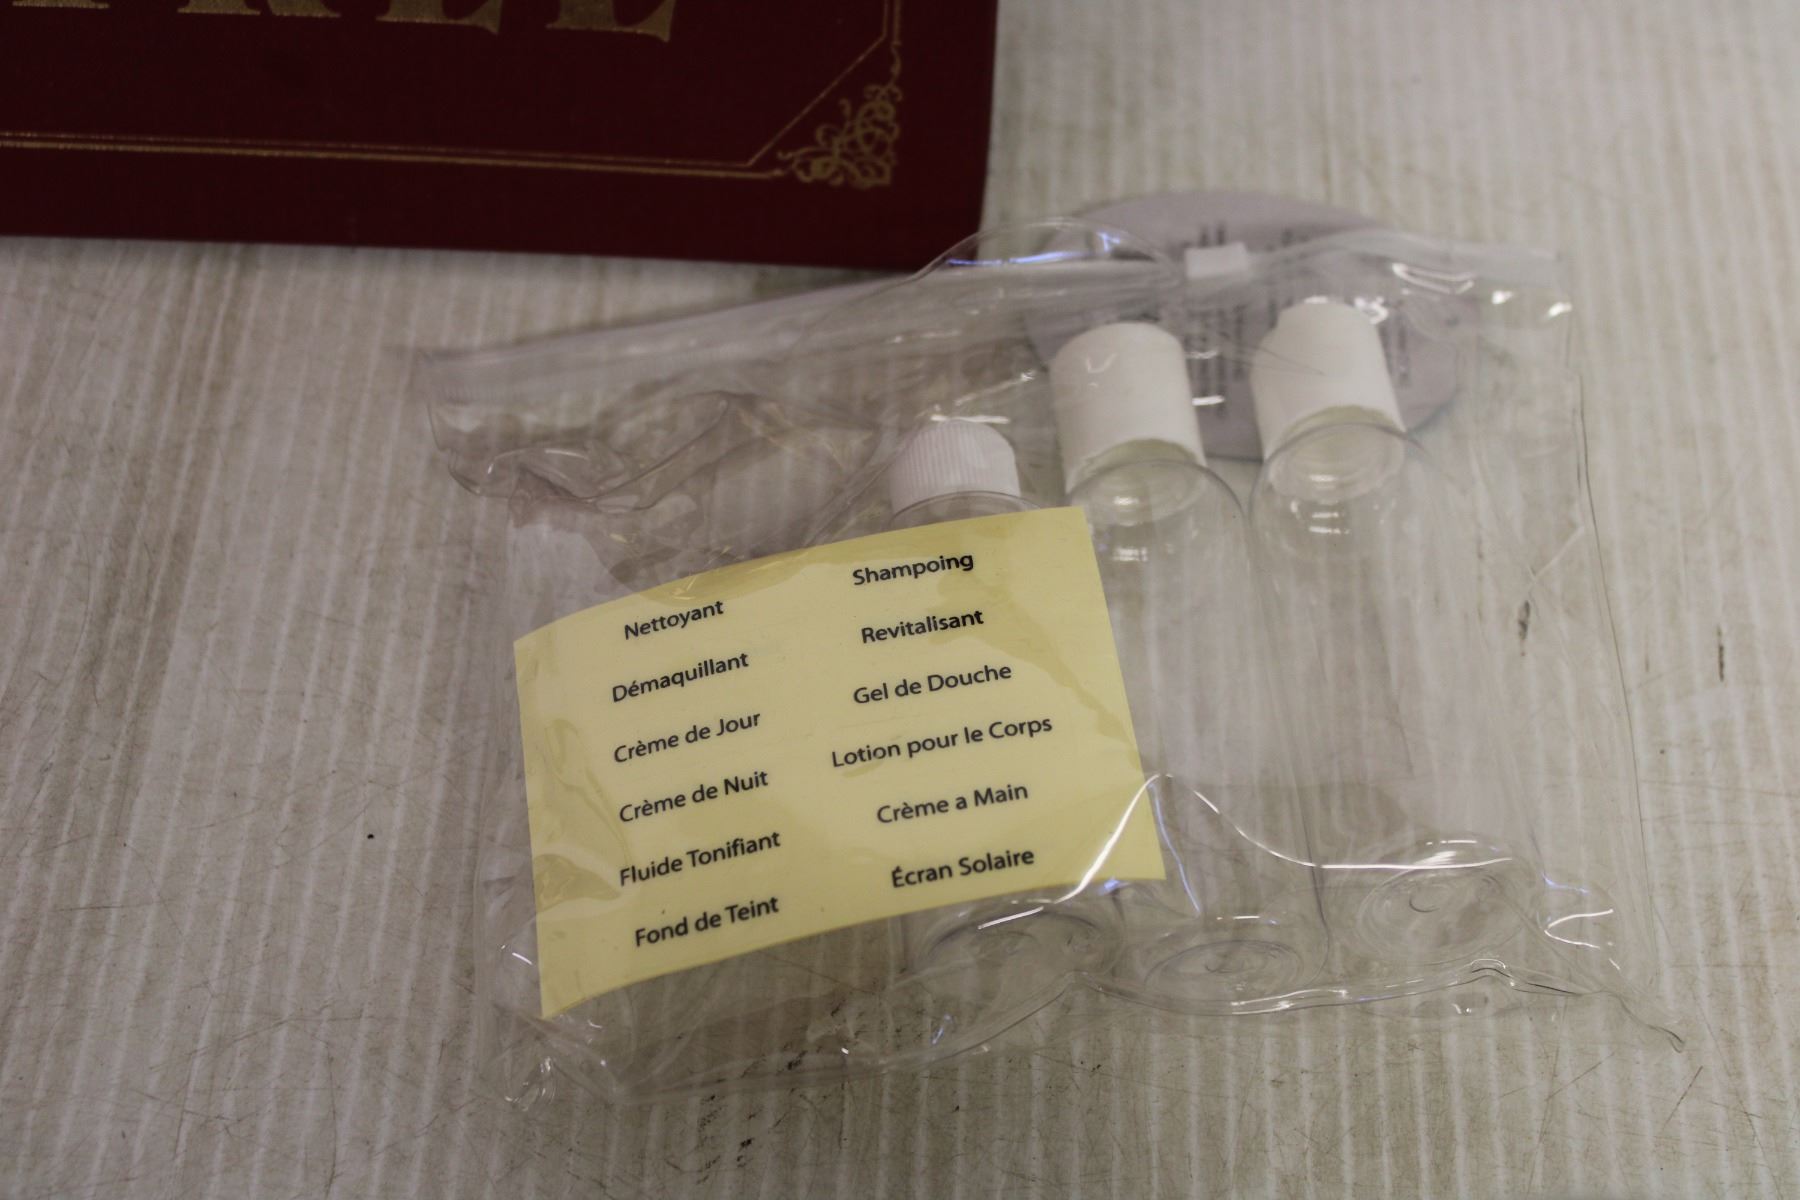 Nettoyant
Démaquillant
Crème de Jour
Crème de Nuit
Fluide Tonifiant
Fond de Teint
Shampoing
Revitalisant
Gel de Douche
Lotion pour le Corps
Crème a Main
Écran Solaire